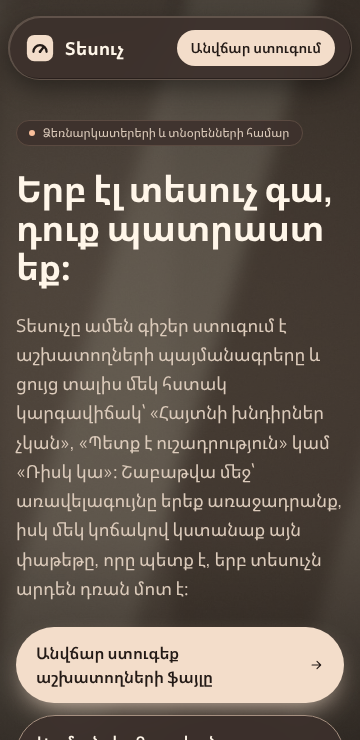 Տեսուչ
Անվճար ստուգում
Ձեռնարկատերերի և տնօրենների համար
Երբ էլ տեսուչ գա,
դուք պատրաստ
եք:
Տեսուչը ամեն գիշեր ստուգում է
աշխատողների պայմանագրերը և
ցույց տալիս մեկ հստակ
կարգավիճակ՝ «Հայտնի խնդիրներ
չկան», «Պետք է ուշադրություն» կամ
«Ռիսկ կա»: Շաբաթվա մեջ՝
առավելագույնը երեք առաջադրանք,
իսկ մեկ կոճակով կստանաք այն
փաթեթը, որը պետք է, երբ տեսուչն
արդեն դռան մոտ է:
Անվճար ստուգեք
աշխատողների ֆայլը